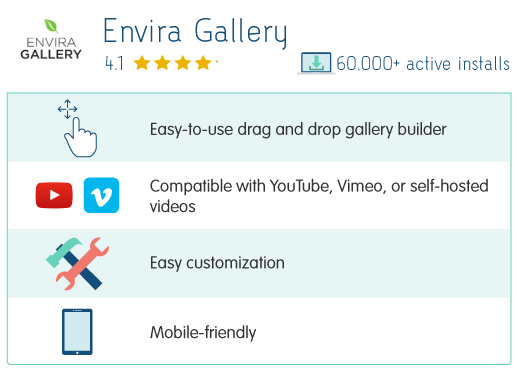 ENVIRA
GALLERY
Envira Gallery
4.1
60,000+ active installs
Easy-to-use drag and drop gallery builder
Compatible with YouTube, Vimeo, or self-hosted
videos
Easy customization
Mobile-friendly